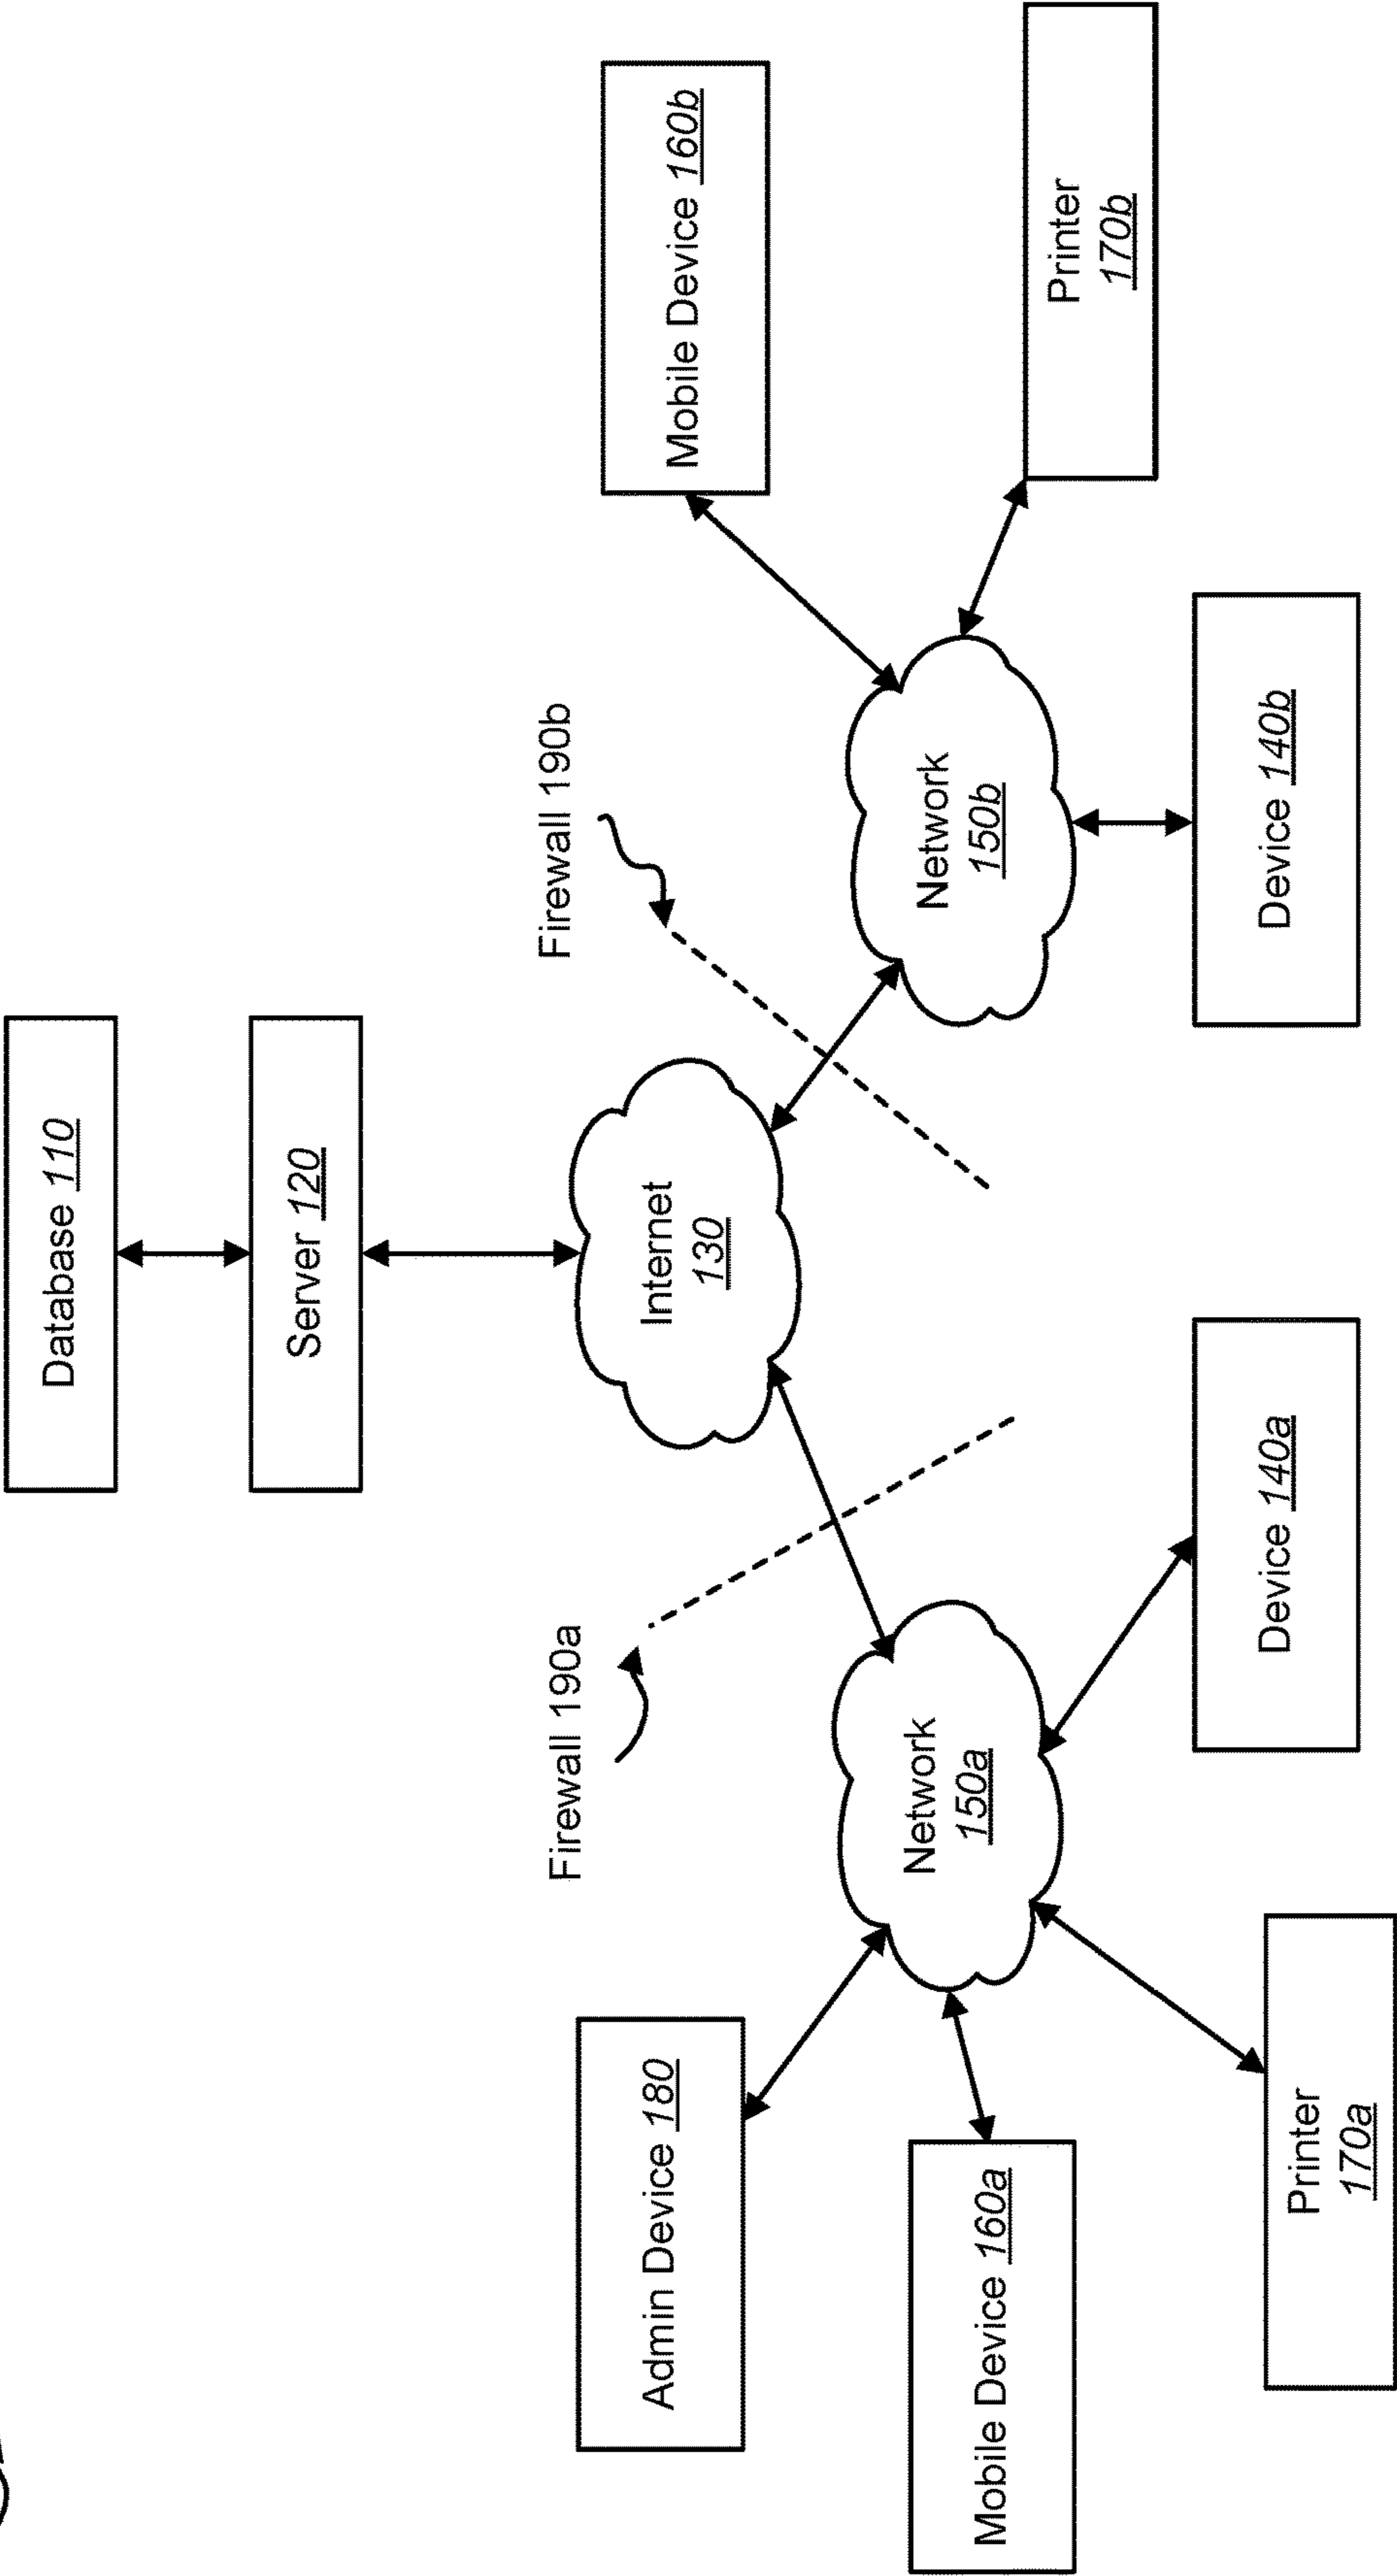 Database 110
Server 120
Internet
130
Firewall 190a
Firewall 190b
Admin Device 180
Mobile Device 160b
Network
150a
Network
150b
Mobile Device 160a
Printer
170b
Printer
170a
Device 140a
Device 140b